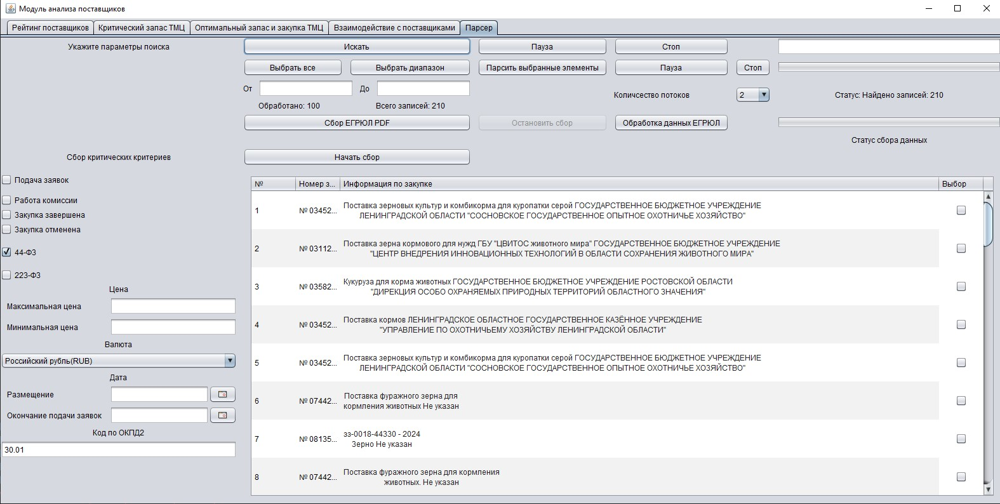 Модуль анализа поставщиков
Рейтинг поставщиков Критический запас ТМЦ Оптимальный запас и закупка ТМЦ Взаимодействие с поставщиками Парсер
Укажите параметры поиска Искать Пауза Стоп
Выбрать все Выбрать диапазон Парсить выбранные элементы Пауза Стоп
От До
Количсество потоков 2 Статус: Найдено записей: 210
Обработано: 100 Всего записей: 210
Сбор ЕГРЮЛ PDF Остановить сбор Обработка данных ЕГРЮЛ
Статус сбора данных
Сбор критических критериев Начать сбор
Подача заявок
Работа комиссии
Закупка завершена
Закупка отменена
44-ФЗ
223-ФЗ
Цена
Максимальная цена
Минимальная цена
Валюта
Российский рубль(RUB)
Дата
Размещение
Окончание подачи заявок
Код по ОКПД2
30.01
№ Номер з... Информация по закупке Выбор
1 № 03452... Поставка зерновых культур и комбикорма для куропатки серой ГОСУДАРСТВЕННОЕ БЮДЖЕТНОЕ УЧРЕЖДЕНИЕ
ЛЕНИНГРАДСКОЙ ОБЛАСТИ "СОСНОВСКОЕ ГОСУДАРСТВЕННОЕ ОПЫТНОЕ ОХОТНИЧЬЕ ХОЗЯЙСТВО"
2 № 03112... Поставка зерна кормового для нужд ГБУ "ЦВИТОС животного мира" ГОСУДАРСТВЕННОЕ БЮДЖЕТНОЕ УЧРЕЖДЕНИЕ
"ЦЕНТР ВНЕДРЕНИЯ ИННОВАЦИОННЫХ ТЕХНОЛОГИЙ В ОБЛАСТИ СОХРАНЕНИЯ ЖИВОТНОГО МИРА"
3 № 03582... Кукуруза для корма животных ГОСУДАРСТВЕННОЕ БЮДЖЕТНОЕ УЧРЕЖДЕНИЕ РОСТОВСКОЙ ОБЛАСТИ
"ДИРЕКЦИЯ ОСОБО ОХРАНЯЕМЫХ ПРИРОДНЫХ ТЕРРИТОРИЙ ОБЛАСТНОГО ЗНАЧЕНИЯ"
4 № 03452... Поставка кормов ЛЕНИНГРАДСКОЕ ОБЛАСТНОЕ ГОСУДАРСТВЕННОЕ КАЗЁННОЕ УЧРЕЖДЕНИЕ
"УПРАВЛЕНИЕ ПО ОХОТНИЧЬЕМУ ХОЗЯЙСТВУ ЛЕНИНГРАДСКОЙ ОБЛАСТИ"
5 № 03452... Поставка зерновых культур и комбикорма для куропатки серой ГОСУДАРСТВЕННОЕ БЮДЖЕТНОЕ УЧРЕЖДЕНИЕ
ЛЕНИНГРАДСКОЙ ОБЛАСТИ "СОСНОВСКОЕ ГОСУДАРСТВЕННОЕ ОПЫТНОЕ ОХОТНИЧЬЕ ХОЗЯЙСТВО"
6 № 07442... Поставка фуражного зерна для
кормления животных Не указан
7 № 08135... зз-0018-44330 - 2024
Зерно Не указан
8 № 07442... Поставка фуражного зерна для кормления
животных. Не указан